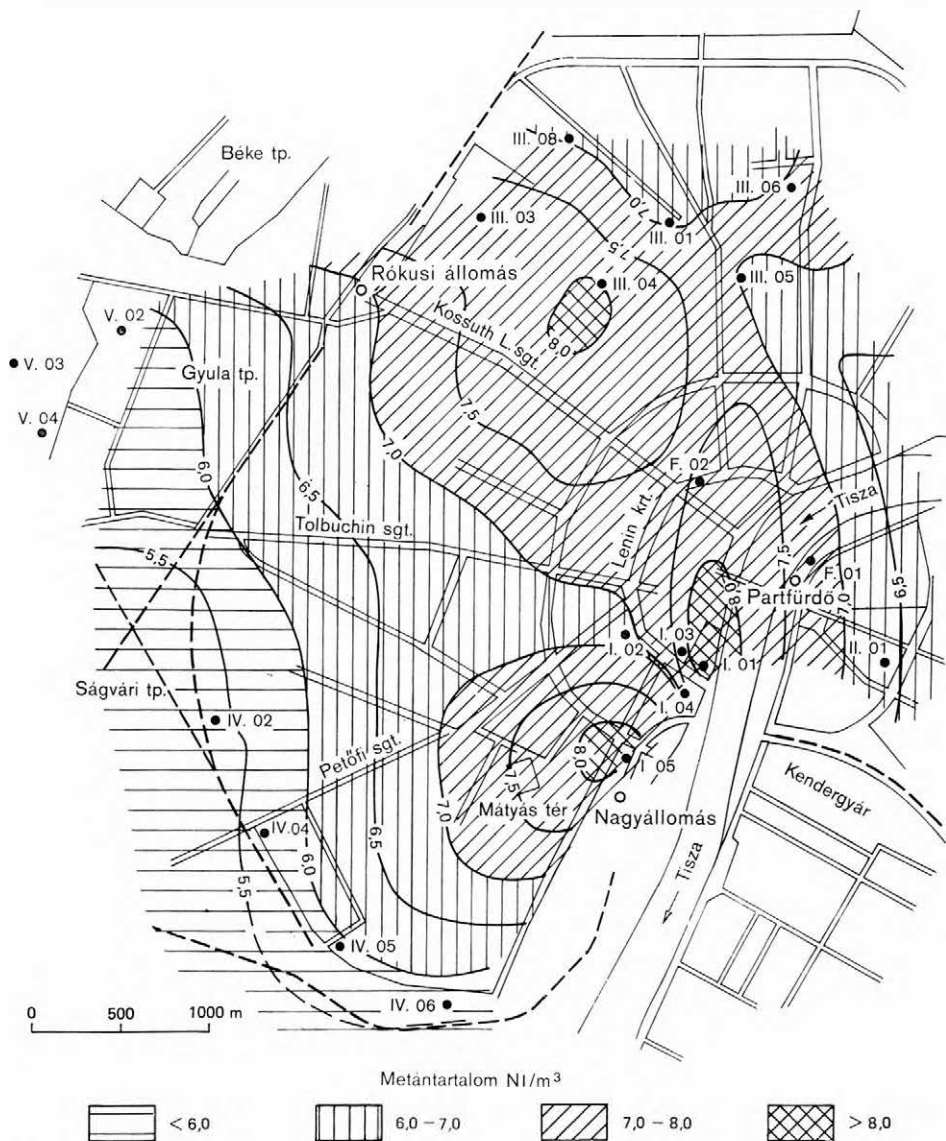 Béke tp.
III. 08
III. 06
III. 03
7,0
III. 01
7,5
Rókusi állomás
III. 04
III. 05
V. 02
Kossuth L. sgt.
8,0
V. 03
Gyula tp.
V. 04
7,5
7,0
6,0
6,5
F. 02
Tisza
Tolbuchin sgt.
Lenin krt.
5,5
7,5
F. 01
8,0
Partfürdő
7,0
6,5
I. 02
I. 03
I. 01
II. 01
Ságvári tp.
I. 04
IV. 02
Petőfi sgt.
8,0
I. 05
7,5
Kendergyár
Mátyás tér
Nagyállomás
7,0
IV. 04
6,5
6,0
Tisza
5,5
IV. 05
IV. 06
0 500 1000 m
Metántartalom Nl/m³
< 6,0 6,0 – 7,0 7,0 – 8,0 > 8,0